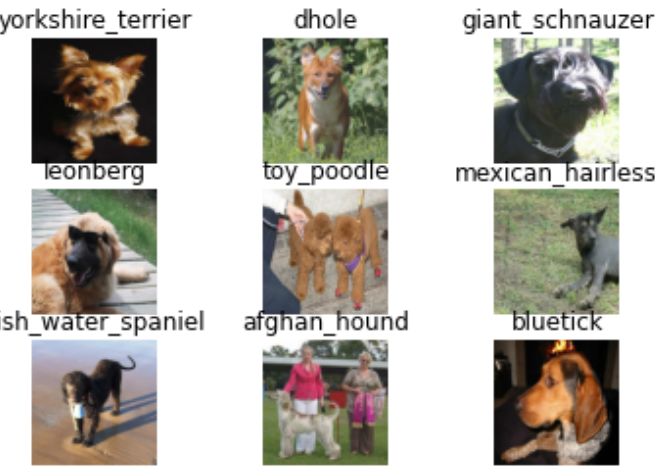 yorkshire_terrier
dhole
giant_schnauzer
leonberg
toy_poodle
mexican_hairless
ish_water_spaniel
afghan_hound
bluetick